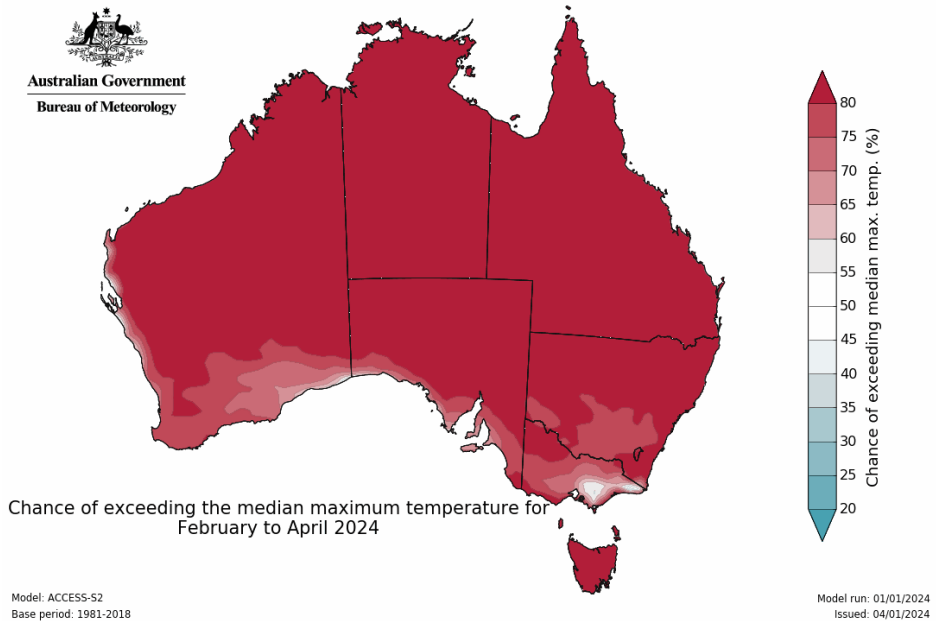 Australian Government
Bureau of Meteorology
80
75
70
65
60
55
50
45
40
35
30
25
20
Chance of exceeding median max. temp. (%)
Chance of exceeding the median maximum temperature for
February to April 2024
Model: ACCESS-S2
Base period: 1981-2018
Model run: 01/01/2024
Issued: 04/01/2024